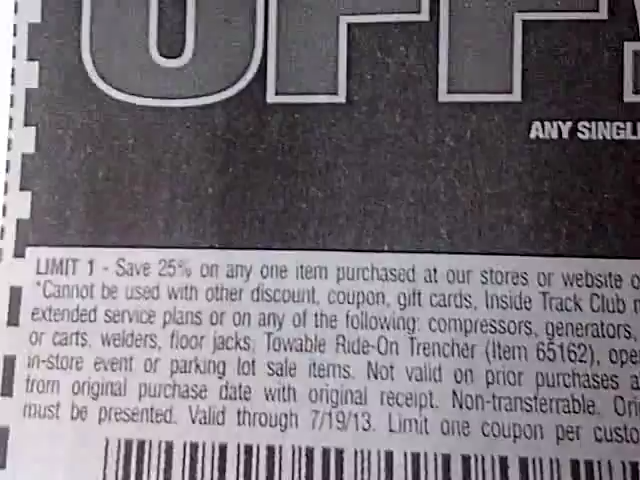 OFF!
ANY SINGL
LIMIT 1 - Save 25% on any one item purchased at our stores or website o
*Cannot be used with other discount, coupon, gift cards, Inside Track Club
extended service plans or on any of the following: compressors, generators,
or carts, welders, floor jacks, Towable Ride-On Trencher (Item 65162), ope
in-store event or parking lot sale items. Not valid on prior purchases a
from original purchase date with original receipt. Non-transferrable. Ori
must be presented. Valid through 7/19/13. Limit one coupon per custo